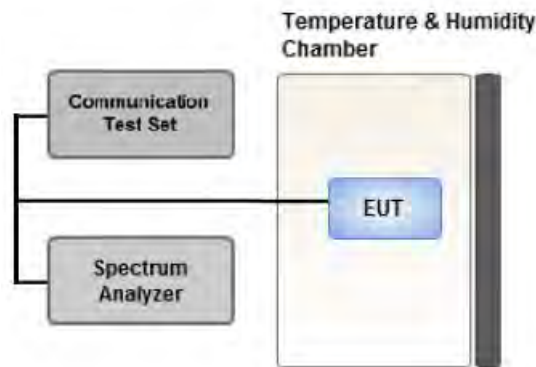 Temperature & Humidity
Chamber
Communication
Test Set
EUT
Spectrum
Analyzer